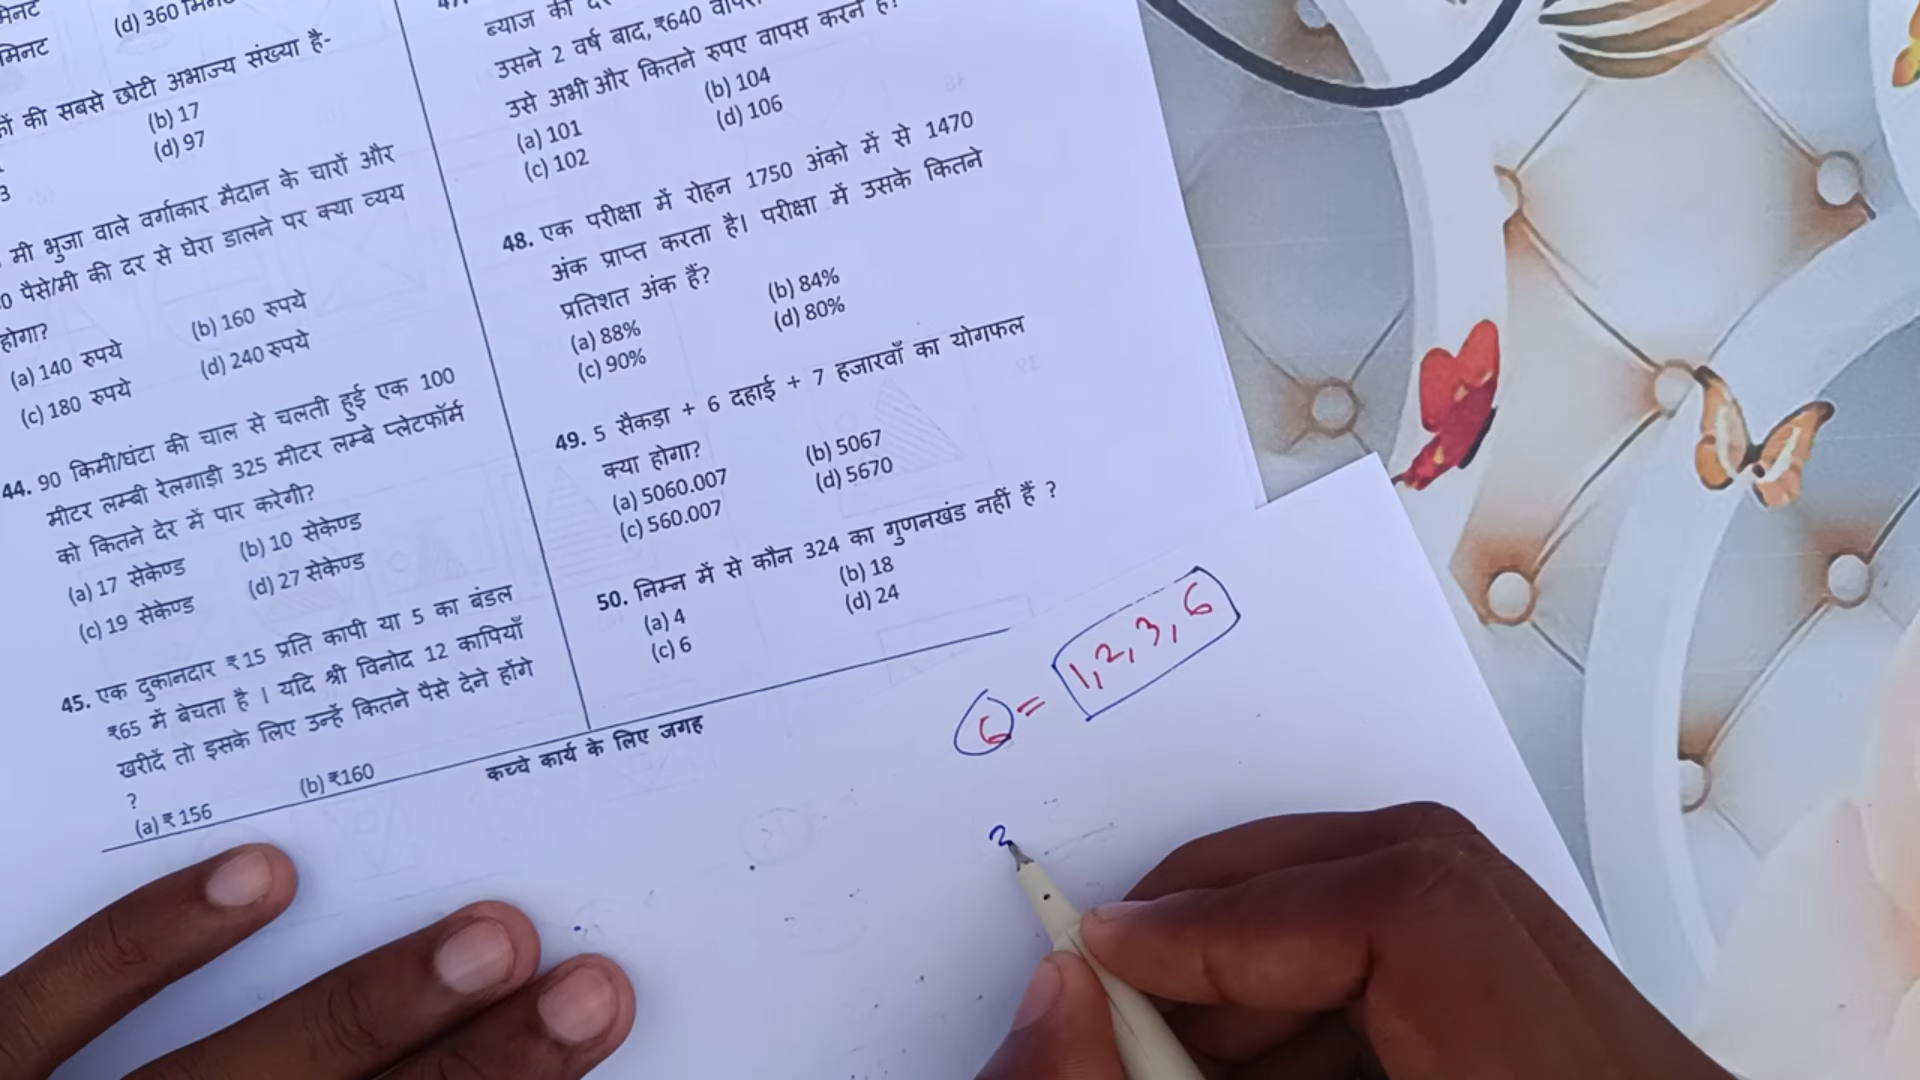 मिनट
(d) 360
मिनट
की सबसे छोटी अभाज्य संख्या है-
(b) 17
3
(d) 97
मी भुजा वाले वर्गाकार मैदान के चारों और
0 पैसे/मी की दर से घेरा डालने पर क्या व्यय
होगा?
(a) 140 रुपये
(b) 160 रुपये
(c) 180 रुपये
(d) 240 रुपये
44. 90 किमी/घंटा की चाल से चलती हुई एक 100
मीटर लम्बी रेलगाड़ी 325 मीटर लम्बे प्लेटफॉर्म
को कितने देर में पार करेगी?
(a) 17 सेकेण्ड
(b) 10 सेकेण्ड
(c) 19 सेकेण्ड
(d) 27 सेकेण्ड
45. एक दुकानदार ₹15 प्रति कापी या 5 का बंडल
₹65 में बेचता है । यदि श्री विनोद 12 कापियाँ
खरीदें तो इसके लिए उन्हें कितने पैसे देने होंगे
?
(a) ₹ 156
(b) ₹160
ब्याज की
उसने 2 वर्ष बाद, ₹640
उसे अभी और कितने रुपए वापस करने है?
(a) 101
(b) 104
(c) 102
(d) 106
48. एक परीक्षा में रोहन 1750 अंको में से 1470
अंक प्राप्त करता है। परीक्षा में उसके कितने
प्रतिशत अंक हैं?
(a) 88%
(b) 84%
(c) 90%
(d) 80%
49. 5 सैकड़ा + 6 दहाई + 7 हजारवाँ का योगफल
क्या होगा?
(a) 5060.007
(b) 5067
(c) 560.007
(d) 5670
50. निम्न में से कौन 324 का गुणनखंड नहीं हैं ?
(a) 4
(b) 18
(c) 6
(d) 24
कच्चे कार्य के लिए जगह
6 = 1, 2, 3, 6